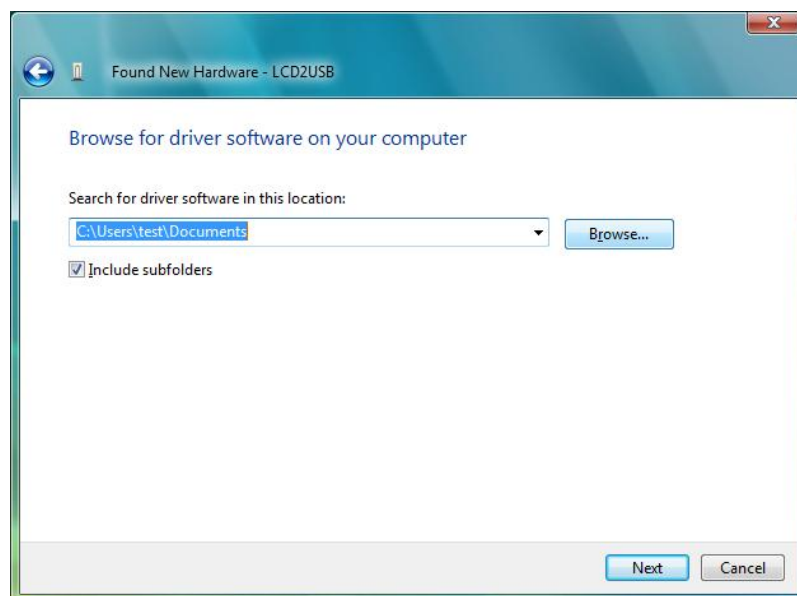 Found New Hardware - LCD2USB
Browse for driver software on your computer
Search for driver software in this location:
C:\Users\test\Documents
Browse...
Include subfolders
Next
Cancel